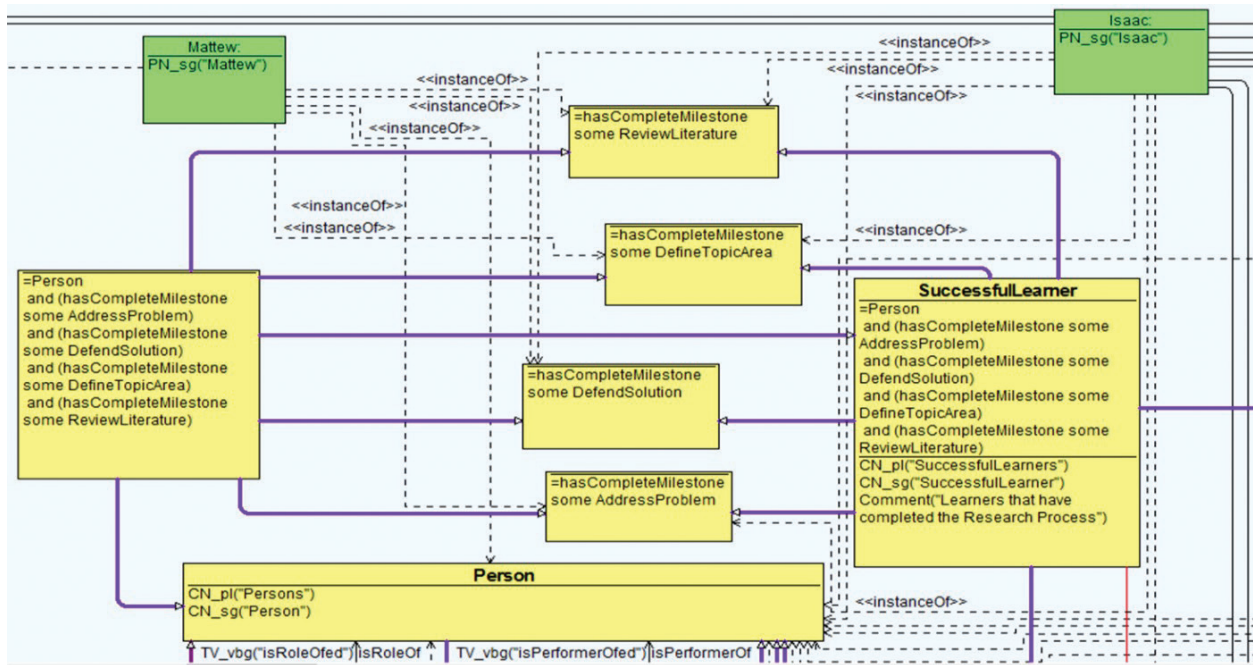 Mattew:
PN_sg("Mattew")
Isaac:
PN_sg("Isaac")
<<instanceOf>>
<<instanceOf>>
<<instanceOf>>
<<instanceOf>>
<<instanceOf>>
<<instanceOf>>
<<instanceOf>>
=hasCompleteMilestone
some ReviewLiterature
<<instanceOf>>
<<instanceOf>>
<<instanceOf>>
=hasCompleteMilestone
some DefineTopicArea
=Person
and (hasCompleteMilestone
some AddressProblem)
and (hasCompleteMilestone
some DefendSolution)
and (hasCompleteMilestone
some DefineTopicArea)
and (hasCompleteMilestone
some ReviewLiterature)
SuccessfulLearner
=Person
and (hasCompleteMilestone some
AddressProblem)
and (hasCompleteMilestone some
DefendSolution)
and (hasCompleteMilestone some
DefineTopicArea)
and (hasCompleteMilestone some
ReviewLiterature)
CN_pl("SuccessfulLearners")
CN_sg("SuccessfulLearner")
Comment("Learners that have
completed the Research Process")
=hasCompleteMilestone
some DefendSolution
=hasCompleteMilestone
some AddressProblem
Person
CN_pl("Persons")
CN_sg("Person")
<<instanceOf>>
TV_vbg("isRoleOfed")
isRoleOf
TV_vbg("isPerformerOfed")
isPerformerOf